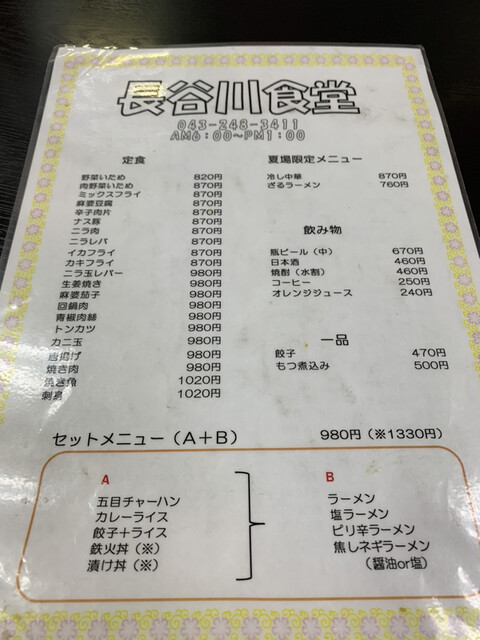 長谷川食堂
043-248-3411
AM6:00～PM1:00
定食
野菜いため 820円
肉野菜いため 870円
ミックスフライ 870円
麻婆豆腐 870円
辛子肉片 870円
ナス豚 870円
ニラ肉 870円
ニラレバ 870円
イカフライ 870円
カキフライ 870円
ニラ玉レバー 980円
生姜焼き 980円
麻婆茄子 980円
回鍋肉 980円
青椒肉絲 980円
トンカツ 980円
カニ玉 980円
唐揚げ 980円
焼き肉 980円
焼き魚 1020円
刺身 1020円
夏場限定メニュー
冷し中華 870円
ざるラーメン 760円
飲み物
瓶ビール（中） 670円
日本酒 460円
焼酎（水割） 460円
コーヒー 250円
オレンジジュース 240円
一品
餃子 470円
もつ煮込み 500円
セットメニュー（A＋B） 980円（※1330円）
A
五目チャーハン
カレーライス
餃子＋ライス
鉄火丼（※）
漬け丼（※）
B
ラーメン
塩ラーメン
ピリ辛ラーメン
焦しネギラーメン
（醤油or塩）